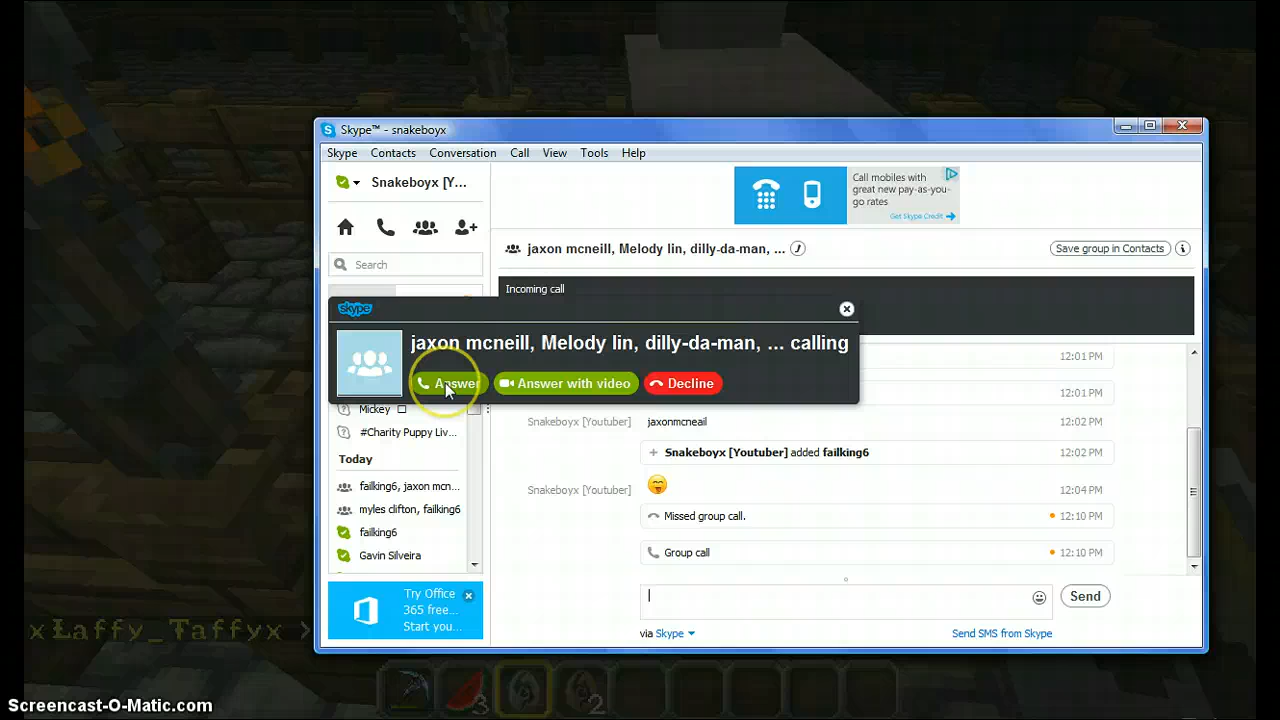 Skype™ - snakeboyx
Skype Contacts Conversation Call View Tools Help
Snakeboyx [Y...
Call mobiles with
great new pay-as-you-
go rates
Get Skype Credit
Search
jaxon mcneill, Melody lin, dilly-da-man, ...
Save group in Contacts
Incoming call
skype
jaxon mcneill, Melody lin, dilly-da-man, ... calling
Answer
Answer with video
Decline
12:01 PM
12:01 PM
Mickey
#Charity Puppy Liv...
Today
failking6, jaxon mcn...
myles clifton, failking6
failking6
Gavin Silveira
Snakeboyx [Youtuber] jaxonmcneail 12:02 PM
+ Snakeboyx [Youtuber] added failking6 12:02 PM
Snakeboyx [Youtuber] 12:04 PM
Missed group call. 12:10 PM
Group call 12:10 PM
Try Office
365 free...
Start you...
Send
via Skype
Send SMS from Skype
xŁaffy_Taffyx >
3
2
Screencast-O-Matic.com